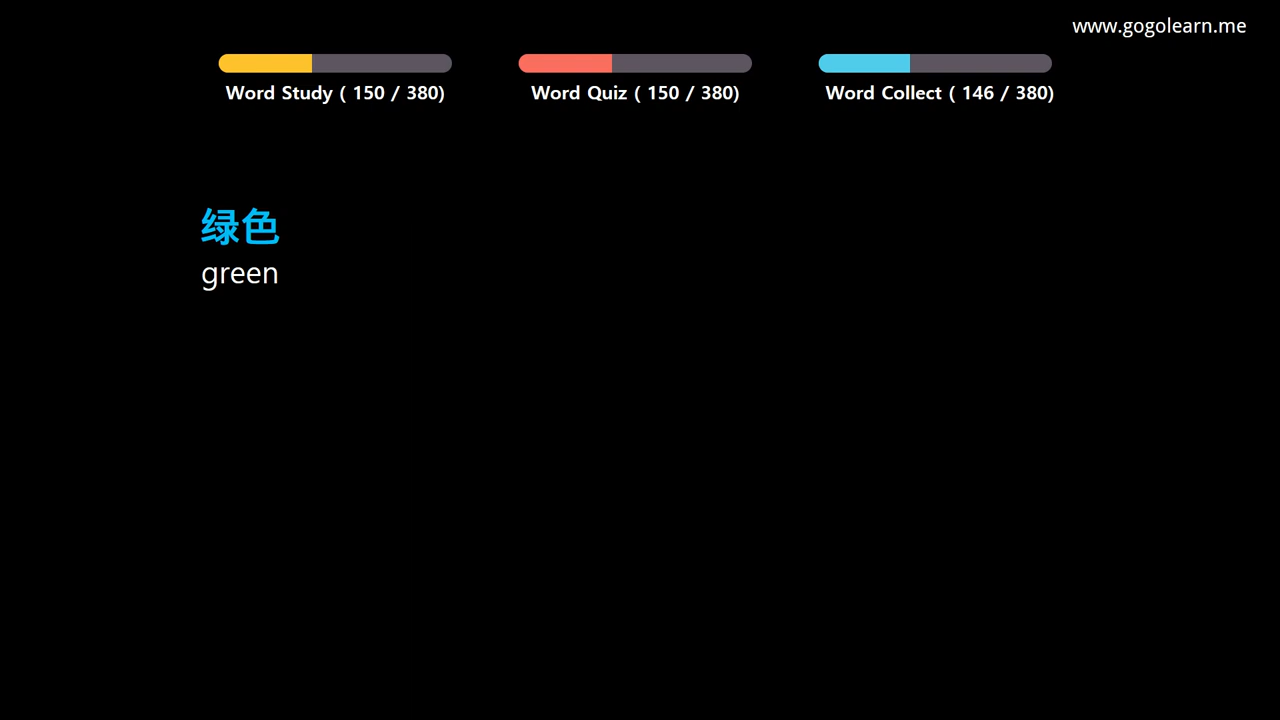 www.gogolearn.me
Word Study ( 150 / 380)
Word Quiz ( 150 / 380)
Word Collect ( 146 / 380)
绿色
green